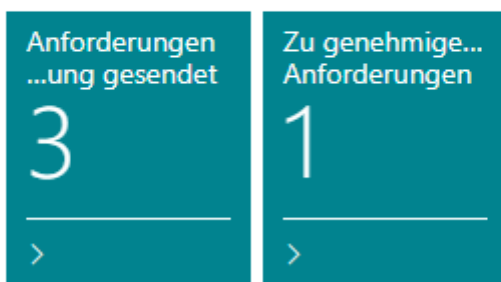 Anforderungen
...ung gesendet
3
Zu genehmige...
Anforderungen
1